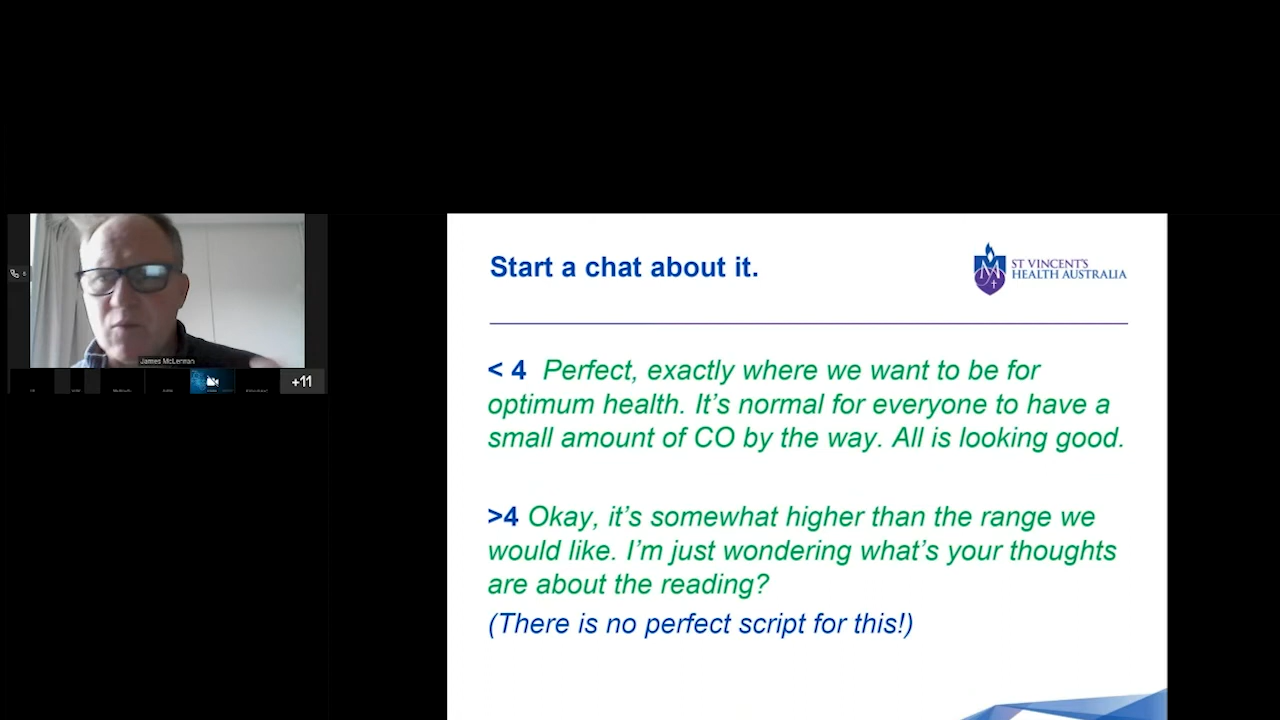 Start a chat about it.
ST VINCENT'S
HEALTH AUSTRALIA
< 4 Perfect, exactly where we want to be for
optimum health. It's normal for everyone to have a
small amount of CO by the way. All is looking good.
>4 Okay, it's somewhat higher than the range we
would like. I'm just wondering what's your thoughts
are about the reading?
(There is no perfect script for this!)
James McLennan
+11